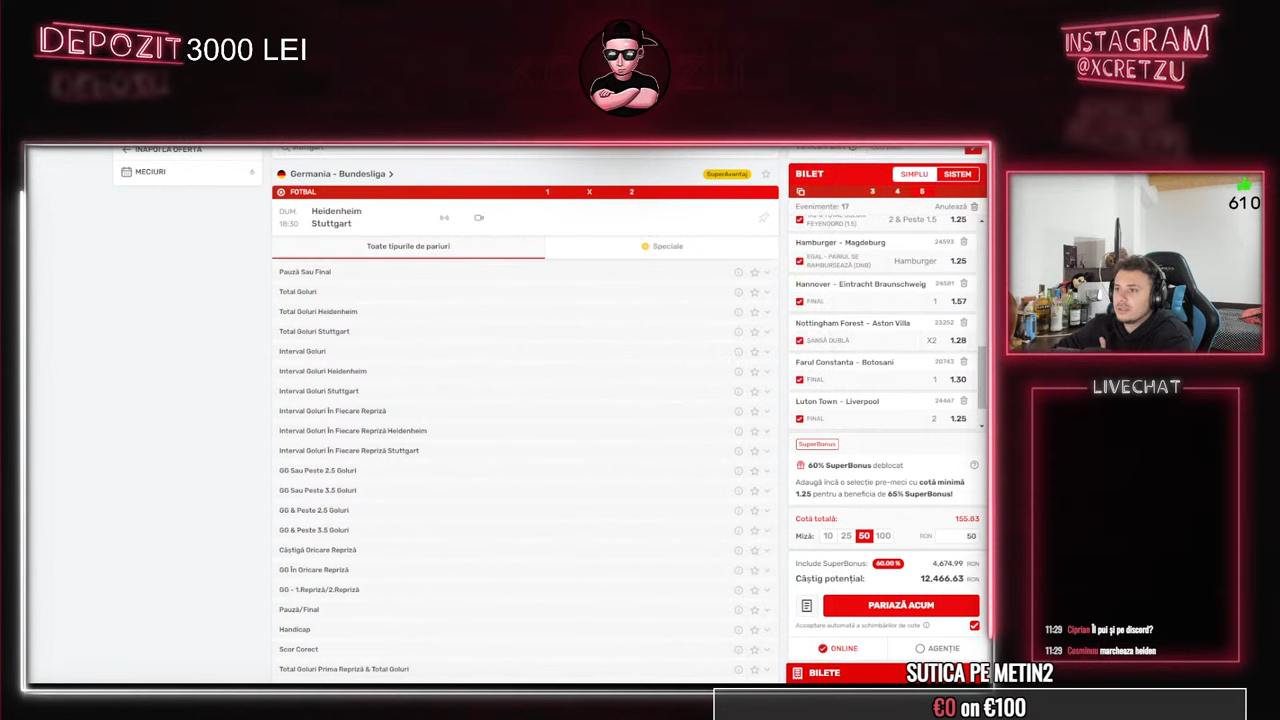 DEPOZIT 3000 LEI
INSTAGRAM
@XCRETZU
610
ÎNAPOI LA OFERTĂ
MECIURI 6
Germania - Bundesliga
SuperAvantaj
FOTBAL 1 X 2
DUM. 18:30
Heidenheim
Stuttgart
Toate tipurile de pariuri
Speciale
Pauză Sau Final
Total Goluri
Total Goluri Heidenheim
Total Goluri Stuttgart
Interval Goluri
Interval Goluri Heidenheim
Interval Goluri Stuttgart
Interval Goluri În Fiecare Repriză
Interval Goluri În Fiecare Repriză Heidenheim
Interval Goluri În Fiecare Repriză Stuttgart
GG Sau Peste 2.5 Goluri
GG Sau Peste 3.5 Goluri
GG & Peste 2.5 Goluri
GG & Peste 3.5 Goluri
Câștigă Oricare Repriză
GG În Oricare Repriză
GG - 1.Repriză/2.Repriză
Pauză/Final
Handicap
Scor Corect
Total Goluri Prima Repriză & Total Goluri
BILET SIMPLU SISTEM
3 4 5
Evenimente: 17 Anulează
FEYENOORD (1.5) 2 & Peste 1.5 1.25
Hamburger - Magdeburg 24593
EGAL - PARIUL SE RAMBURSEAZĂ (DNB) Hamburger 1.25
Hannover - Eintracht Braunschweig 24581
FINAL 1 1.57
Nottingham Forest - Aston Villa 23252
ȘANSĂ DUBLĂ X2 1.28
Farul Constanta - Botosani 20743
FINAL 1 1.30
Luton Town - Liverpool 24467
FINAL 2 1.25
SuperBonus
60% SuperBonus deblocat
Adaugă încă o selecție pre-meci cu cotă minimă
1.25 pentru a beneficia de 65% SuperBonus!
Cotă totală: 155.83
Miză: 10 25 50 100 RON 50
Include SuperBonus: 60.00 % 4,674.99 RON
Câștig potențial: 12,466.63 RON
PARIAZĂ ACUM
Acceptare automată a schimbărilor de cote
ONLINE AGENȚIE
BILETE
LIVECHAT
11:29 Ciprian Îl pui și pe discord?
11:29 Cosminuu marcheaza heiden
SUTICA PE METIN2
€0 on €100